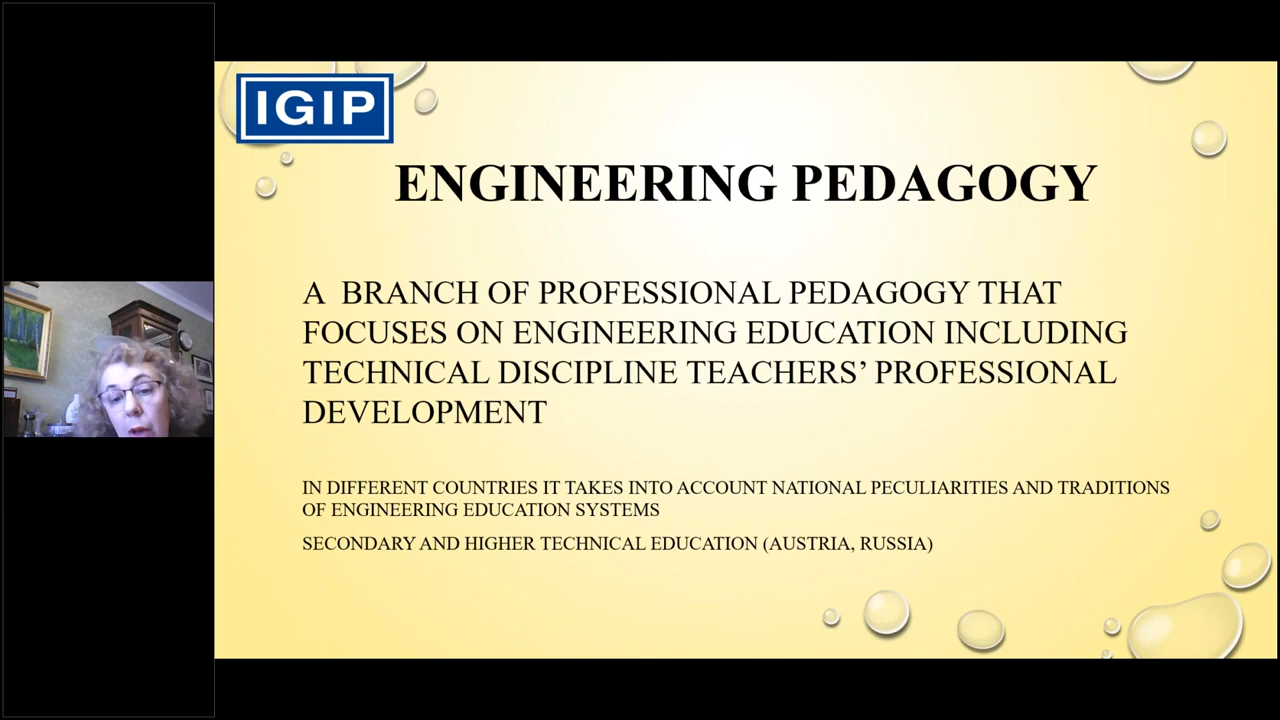 IGIP
ENGINEERING PEDAGOGY
A BRANCH OF PROFESSIONAL PEDAGOGY THAT
FOCUSES ON ENGINEERING EDUCATION INCLUDING
TECHNICAL DISCIPLINE TEACHERS’ PROFESSIONAL
DEVELOPMENT
IN DIFFERENT COUNTRIES IT TAKES INTO ACCOUNT NATIONAL PECULIARITIES AND TRADITIONS
OF ENGINEERING EDUCATION SYSTEMS
SECONDARY AND HIGHER TECHNICAL EDUCATION (AUSTRIA, RUSSIA)